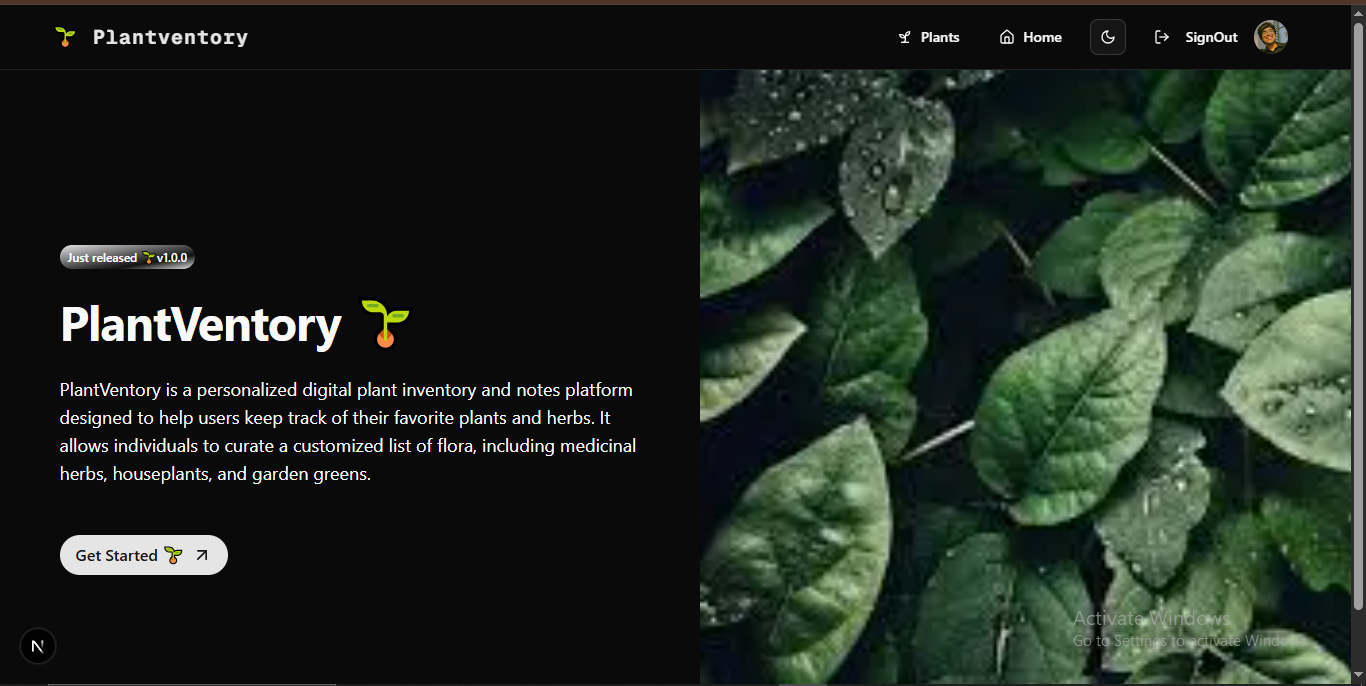 Plantventory
Plants
Home
SignOut
Just released 🌱v1.0.0
PlantVentory 🌱
PlantVentory is a personalized digital plant inventory and notes platform
designed to help users keep track of their favorite plants and herbs. It
allows individuals to curate a customized list of flora, including medicinal
herbs, houseplants, and garden greens.
Get Started 🌱
Activate Windows
Go to Settings to activate Windows.
N